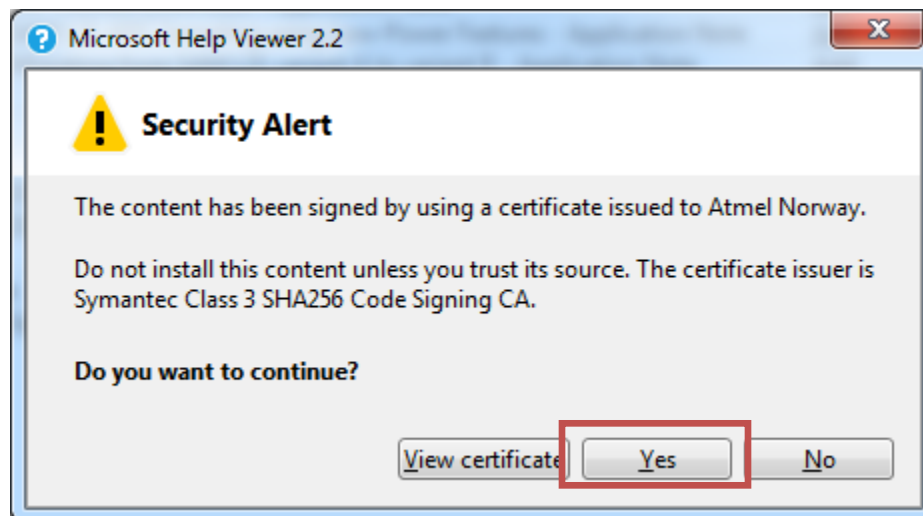 Microsoft Help Viewer 2.2
Security Alert
The content has been signed by using a certificate issued to Atmel Norway.
Do not install this content unless you trust its source. The certificate issuer is
Symantec Class 3 SHA256 Code Signing CA.
Do you want to continue?
View certificate Yes No